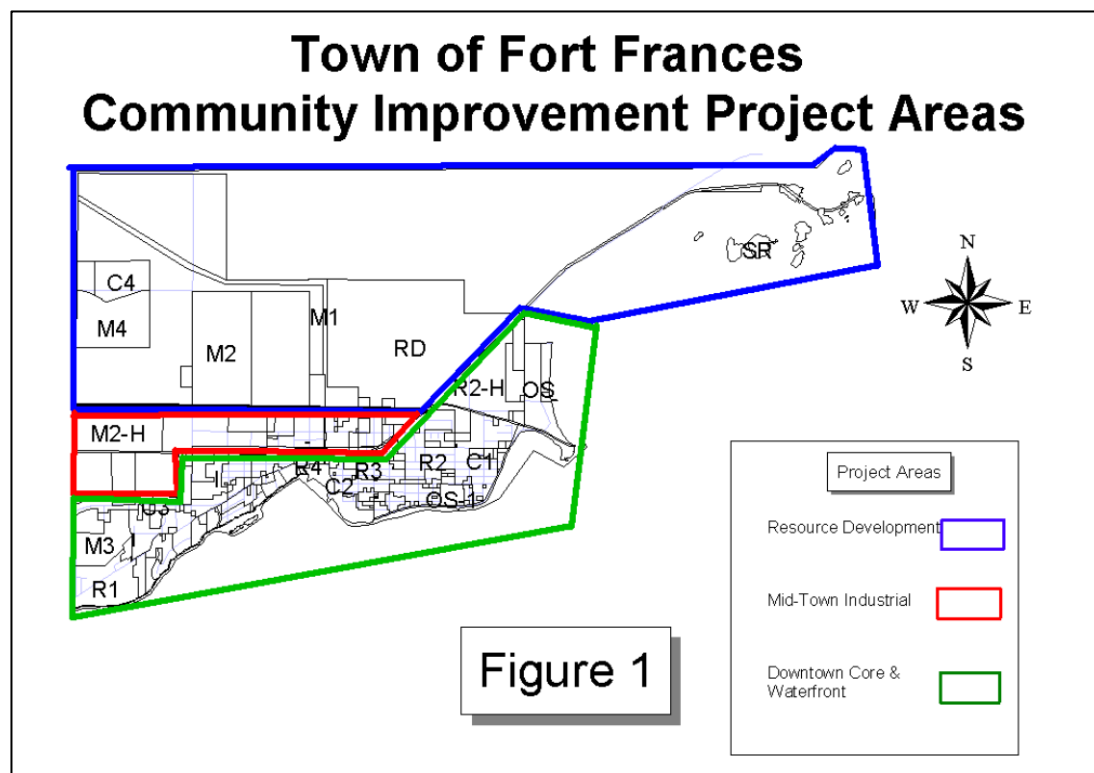 Town of Fort Frances
Community Improvement Project Areas
SR
C4
M4
M1
M2
RD
R2-H
OS
M2-H
R4
R3
R2
C1
C2
OS-1
M3
R1
N
W
E
S
Project Areas
Resource Development
Mid-Town Industrial
Downtown Core &
Waterfront
Figure 1